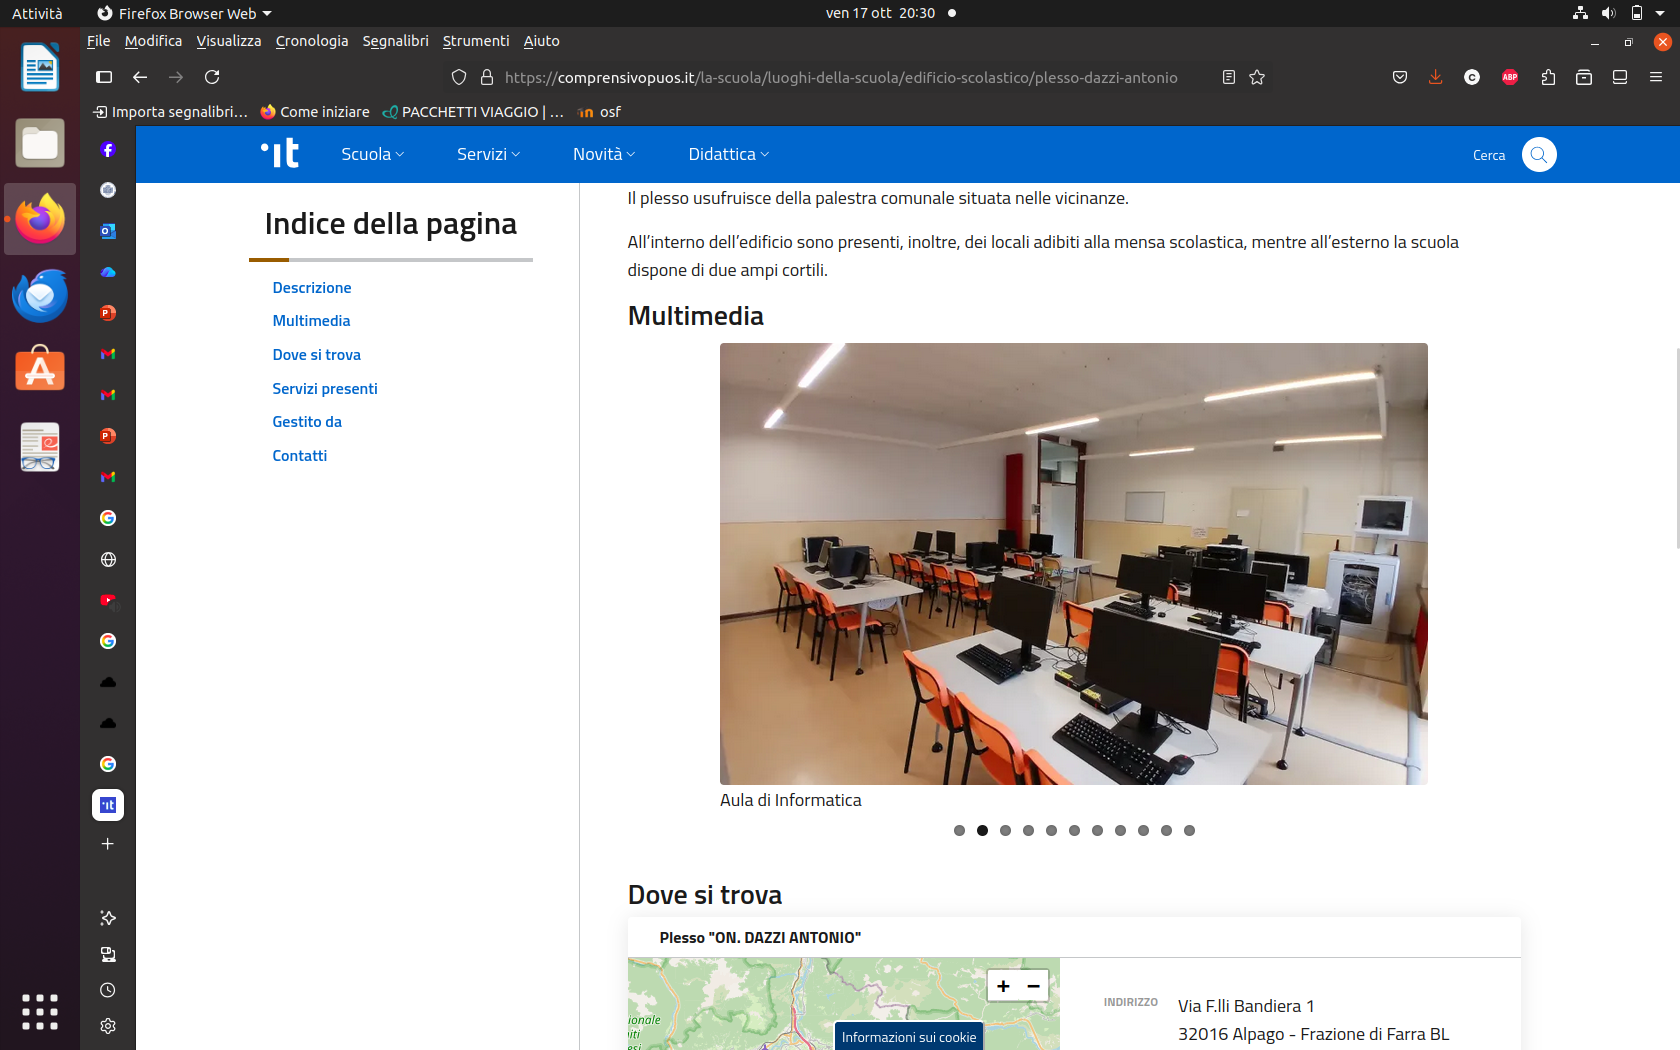 Attività
Firefox Browser Web
ven 17 ott 20:30
File Modifica Visualizza Cronologia Segnalibri Strumenti Aiuto
https://comprensivopuos.it/la-scuola/luoghi-della-scuola/edificio-scolastico/plesso-dazzi-antonio
Importa segnalibri…
Come iniziare
PACCHETTI VIAGGIO | …
osf
Scuola
Servizi
Novità
Didattica
Cerca
Indice della pagina
Descrizione
Multimedia
Dove si trova
Servizi presenti
Gestito da
Contatti
Il plesso usufruisce della palestra comunale situata nelle vicinanze.
All’interno dell’edificio sono presenti, inoltre, dei locali adibiti alla mensa scolastica, mentre all’esterno la scuola
dispone di due ampi cortili.
Multimedia
Aula di Informatica
Dove si trova
Plesso "ON. DAZZI ANTONIO"
+ −
INDIRIZZO
Via F.lli Bandiera 1
32016 Alpago - Frazione di Farra BL
Informazioni sui cookie